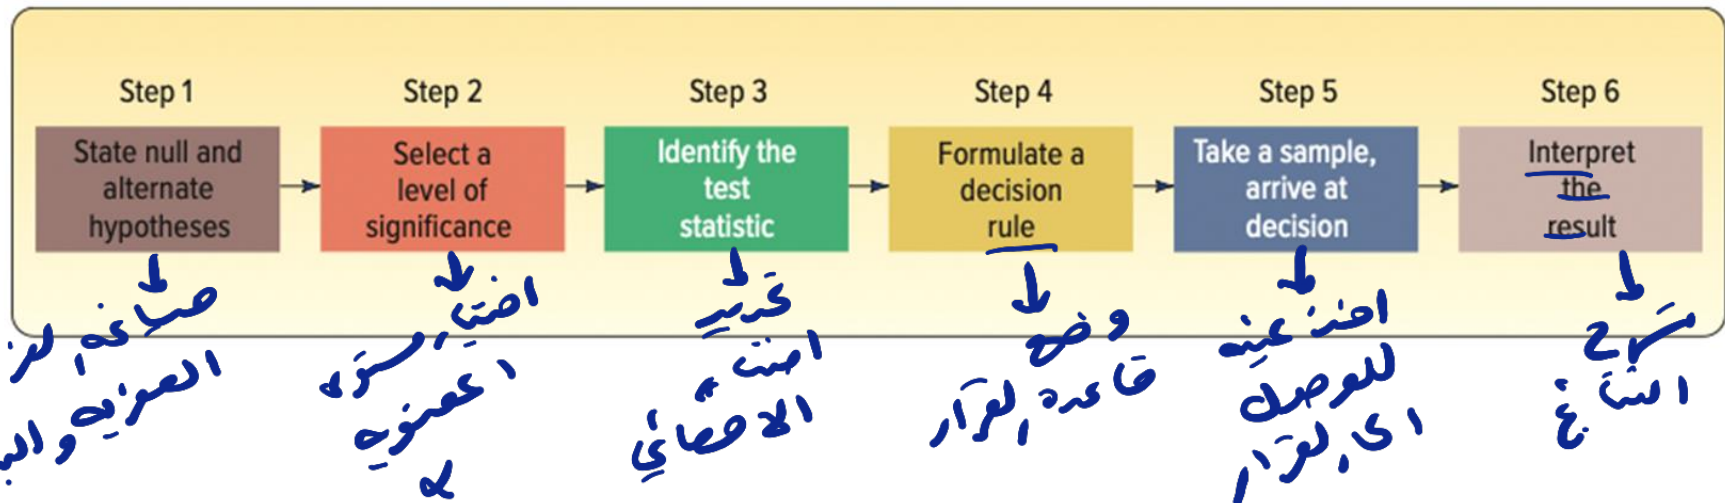 Step 1
State null and
alternate
hypotheses
Step 2
Select a
level of
significance
Step 3
Identify the
test
statistic
Step 4
Formulate a
decision
rule
Step 5
Take a sample,
arrive at
decision
Step 6
Interpret
the
result
صياغة
الصفرية
اختيار مستوى
المعنوية
α
تحديد
الاحصائي
وضع
قاعدة القرار
اخذ عينه
للوصول
الى القرار
شرح
النتائج